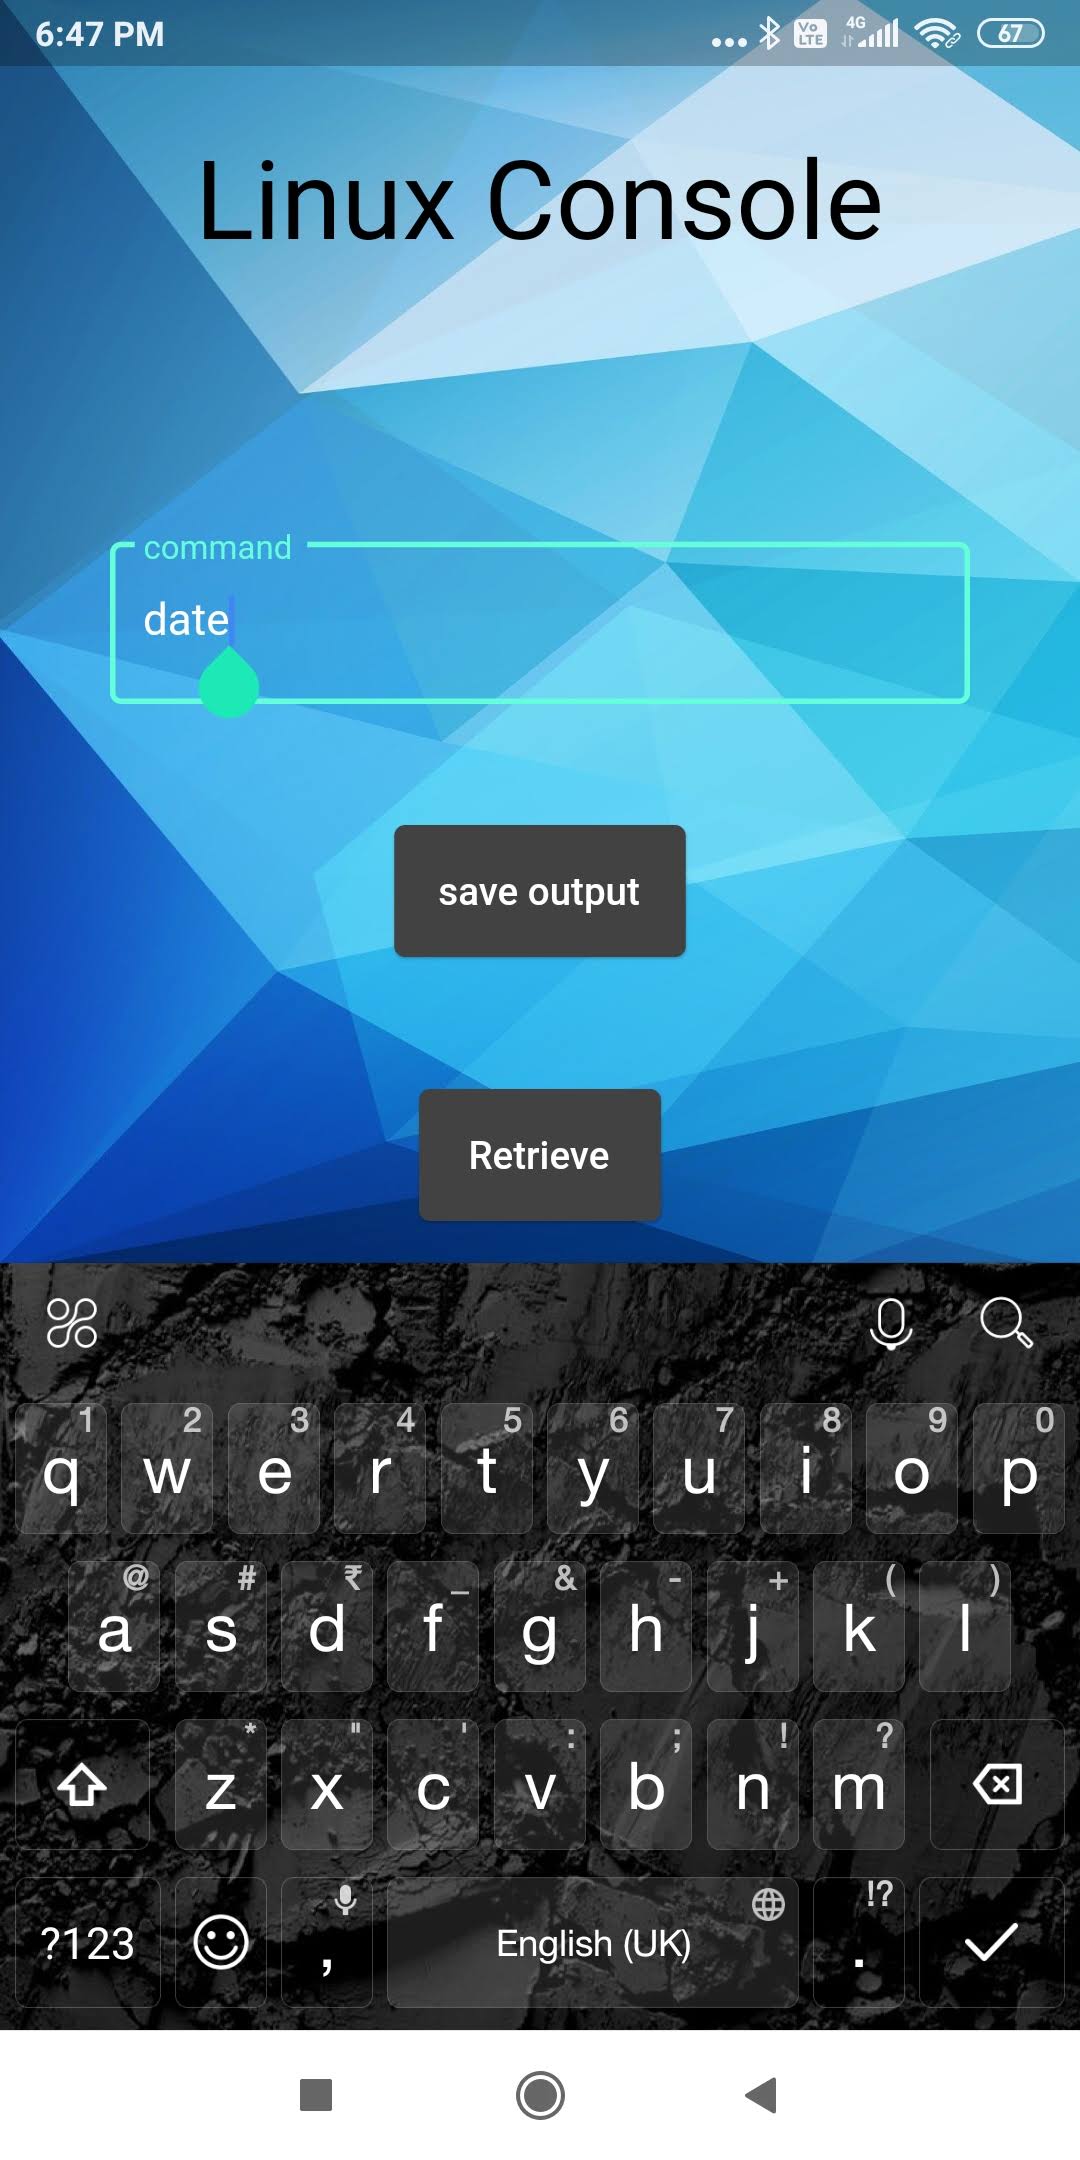 6:47 PM
Vo LTE 4G 67
Linux Console
command
date
save output
Retrieve
1 2 3 4 5 6 7 8 9 0
q w e r t y u i o p
@ # ₹ _ & - + ( )
a s d f g h j k l
* " ' : ; ! ?
z x c v b n m
!?
?123 , English (UK) .